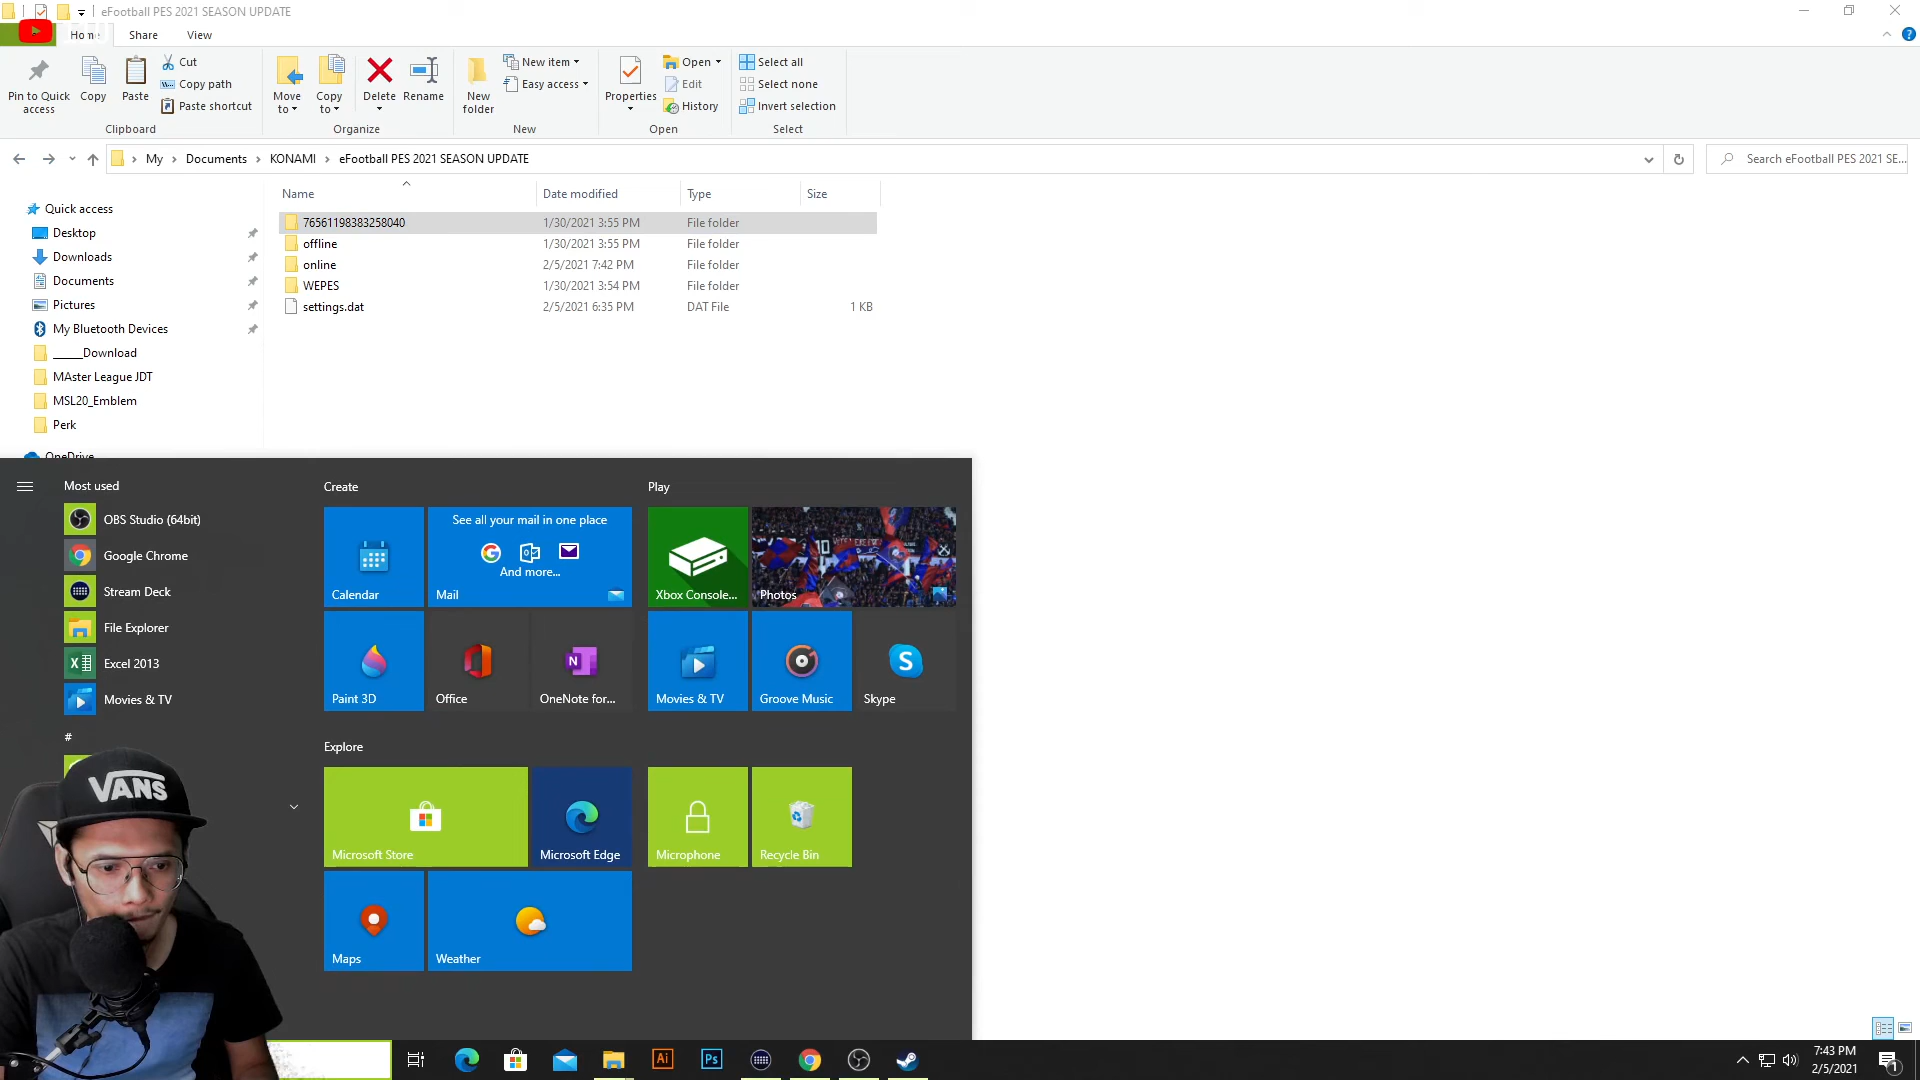 eFootball PES 2021 SEASON UPDATE
Home
Share
View
Pin to Quick access
Copy
Paste
Cut
Copy path
Paste shortcut
Clipboard
Move to
Copy to
Delete
Rename
Organize
New folder
New item
Easy access
New
Properties
Open
Edit
History
Open
Select all
Select none
Invert selection
Select
My
Documents
KONAMI
eFootball PES 2021 SEASON UPDATE
Search eFootball PES 2021 SE...
Name
Date modified
Type
Size
76561198383258040 1/30/2021 3:55 PM File folder
offline 1/30/2021 3:55 PM File folder
online 2/5/2021 7:42 PM File folder
WEPES 1/30/2021 3:54 PM File folder
settings.dat 2/5/2021 6:35 PM DAT File 1 KB
Quick access
Desktop
Downloads
Documents
Pictures
My Bluetooth Devices
_____Download
MAster League JDT
MSL20_Emblem
Perk
OneDrive
Most used
OBS Studio (64bit)
Google Chrome
Stream Deck
File Explorer
Excel 2013
Movies & TV
#
Create
Calendar
See all your mail in one place
And more...
Mail
Paint 3D
Office
OneNote for...
Play
Xbox Console...
Photos
Movies & TV
Groove Music
Skype
Explore
Microsoft Store
Microsoft Edge
Microphone
Recycle Bin
Maps
Weather
VANS
Ai
Ps
7:43 PM
2/5/2021
1